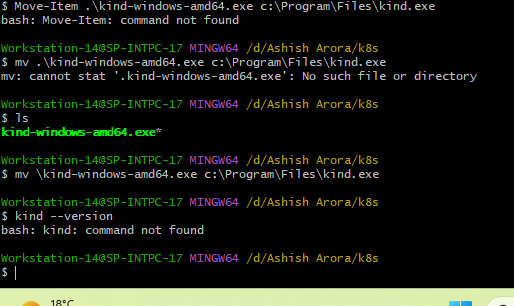 $ Move-Item .\kind-windows-amd64.exe c:\Program\Files\kind.exe
bash: Move-Item: command not found
Workstation-14@SP-INTPC-17 MINGW64 /d/Ashish Arora/k8s
$ mv .\kind-windows-amd64.exe c:\Program\Files\kind.exe
mv: cannot stat '.kind-windows-amd64.exe': No such file or directory
Workstation-14@SP-INTPC-17 MINGW64 /d/Ashish Arora/k8s
$ ls
kind-windows-amd64.exe*
Workstation-14@SP-INTPC-17 MINGW64 /d/Ashish Arora/k8s
$ mv \kind-windows-amd64.exe c:\Program\Files\kind.exe
Workstation-14@SP-INTPC-17 MINGW64 /d/Ashish Arora/k8s
$ kind --version
bash: kind: command not found
Workstation-14@SP-INTPC-17 MINGW64 /d/Ashish Arora/k8s
$
18°C